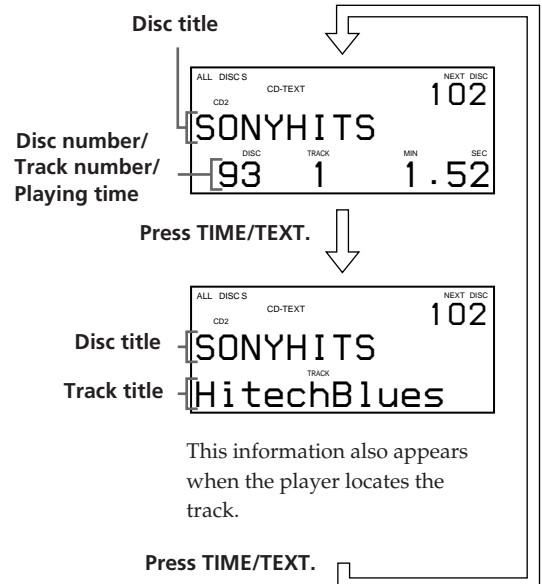 Disc title
ALL DISCS
NEXT DISC
CD-TEXT
102
CD2
SONYHITS
Disc number/
Track number/
Playing time
DISC TRACK MIN SEC
93 1 1.52
Press TIME/TEXT.
ALL DISCS
NEXT DISC
CD-TEXT
102
CD2
Disc title
SONYHITS
TRACK
Track title
HitechBlues
This information also appears
when the player locates the
track.
Press TIME/TEXT.